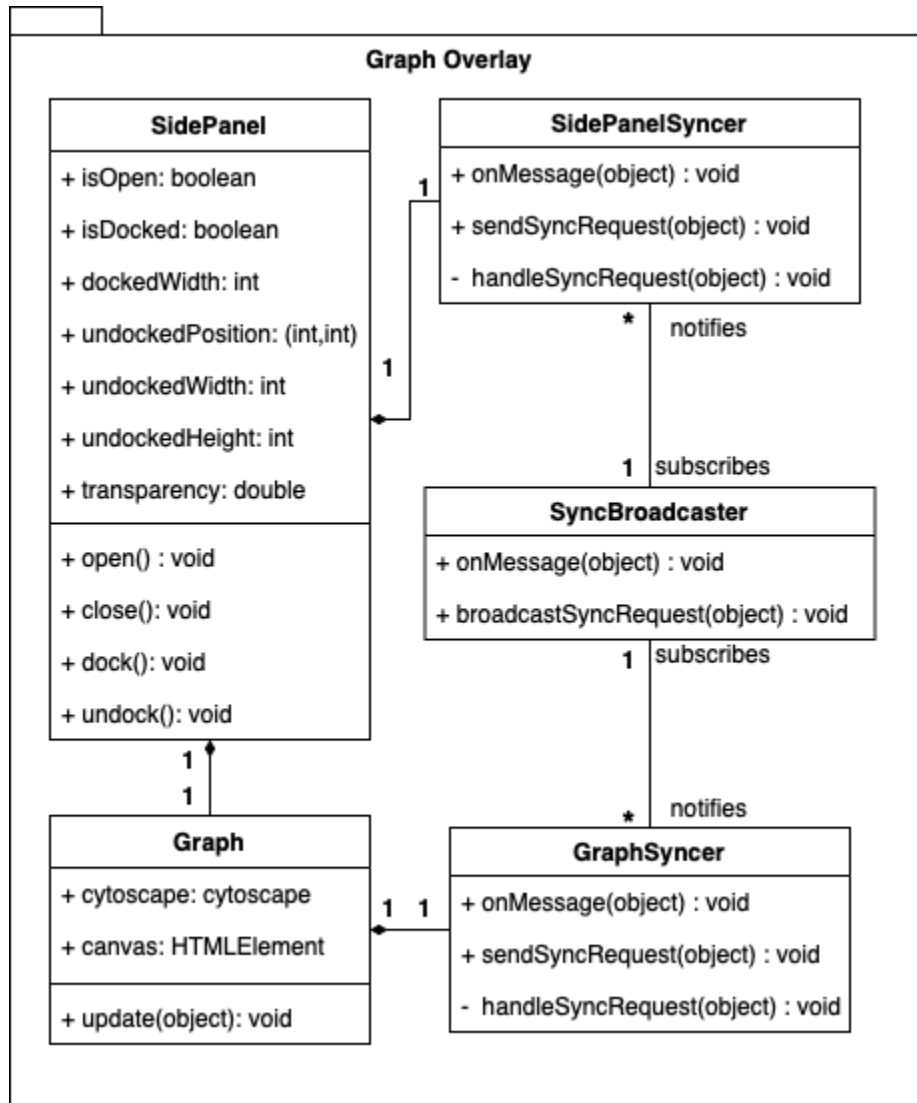 Graph Overlay
SidePanel
+ isOpen: boolean
+ isDocked: boolean
+ dockedWidth: int
+ undockedPosition: (int,int)
+ undockedWidth: int
+ undockedHeight: int
+ transparency: double
+ open() : void
+ close(): void
+ dock(): void
+ undock(): void
1
1
SidePanelSyncer
+ onMessage(object) : void
+ sendSyncRequest(object) : void
- handleSyncRequest(object) : void
* notifies
1 subscribes
SyncBroadcaster
+ onMessage(object) : void
+ broadcastSyncRequest(object) : void
1 subscribes
* notifies
1
1
Graph
+ cytoscape: cytoscape
+ canvas: HTMLElement
+ update(object): void
1 1
GraphSyncer
+ onMessage(object) : void
+ sendSyncRequest(object) : void
- handleSyncRequest(object) : void